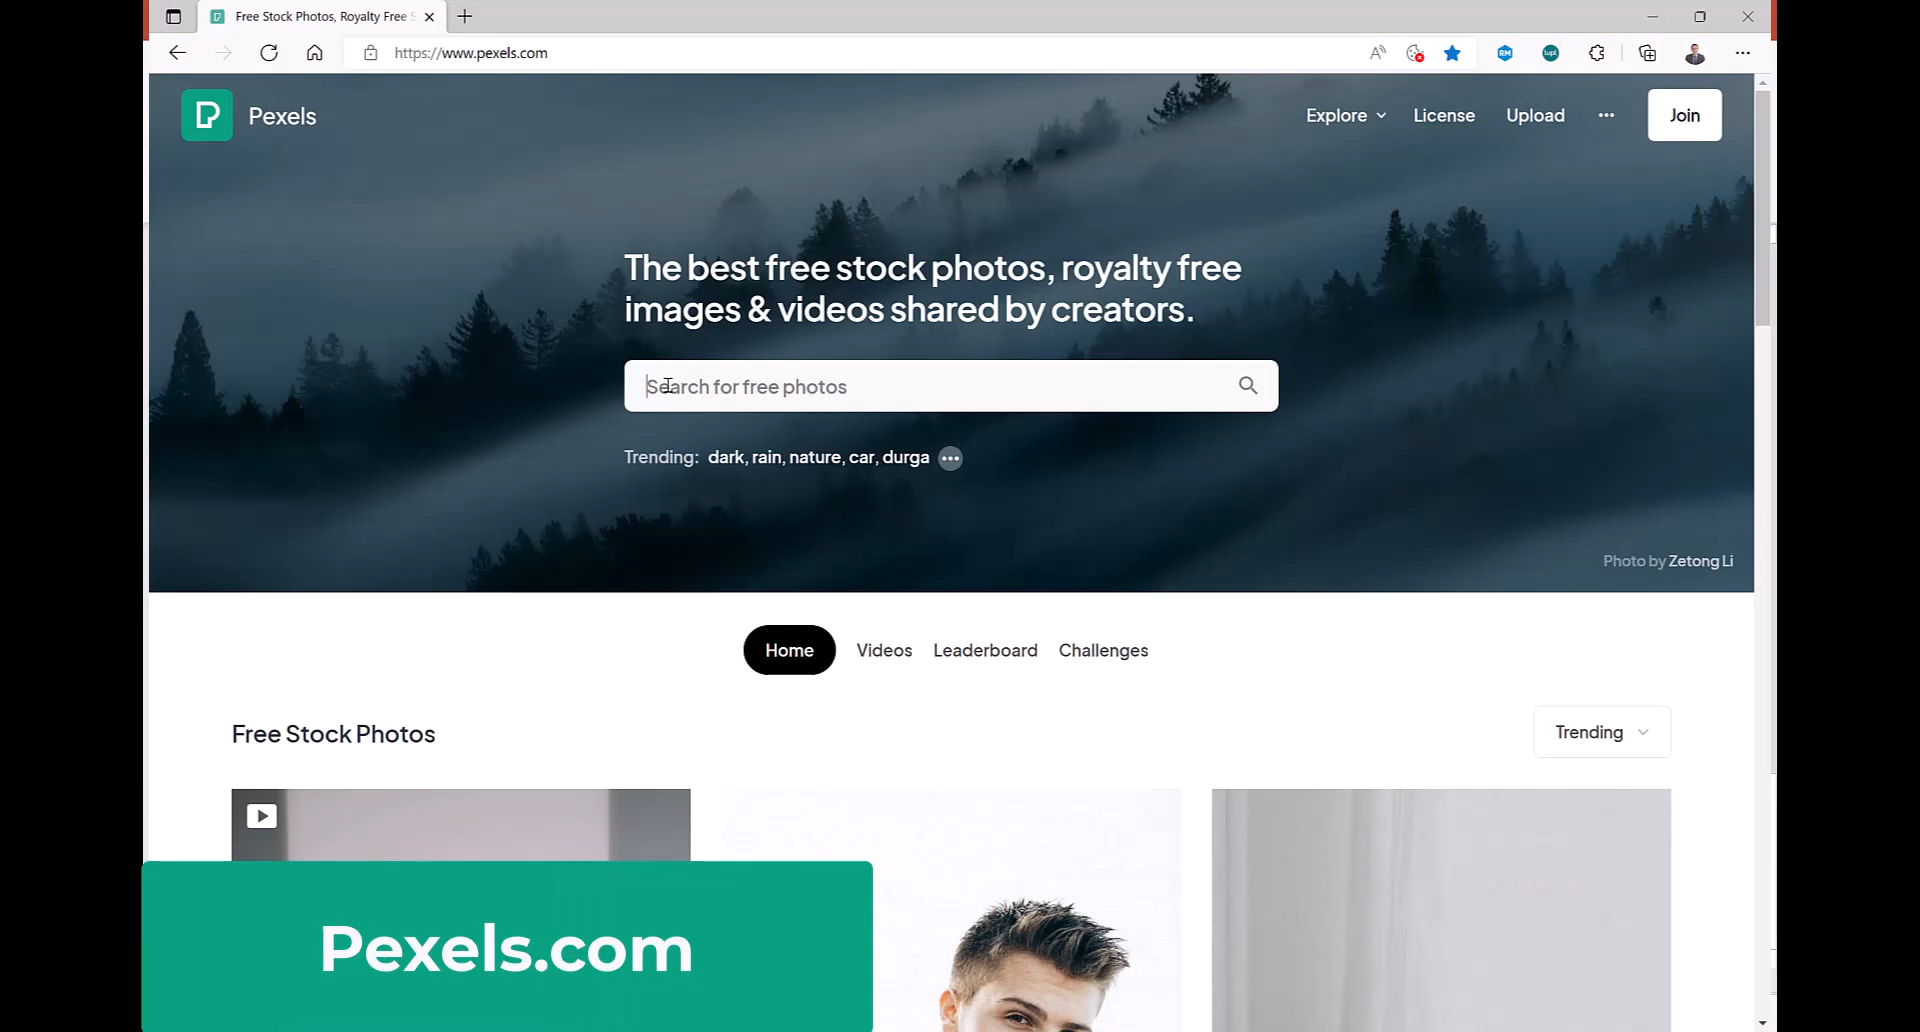 Free Stock Photos, Royalty Free S
https://www.pexels.com
Pexels
Explore
License
Upload
Join
The best free stock photos, royalty free
images & videos shared by creators.
Search for free photos
Trending: dark, rain, nature, car, durga
Photo by Zetong Li
Home
Videos
Leaderboard
Challenges
Free Stock Photos
Trending
Pexels.com